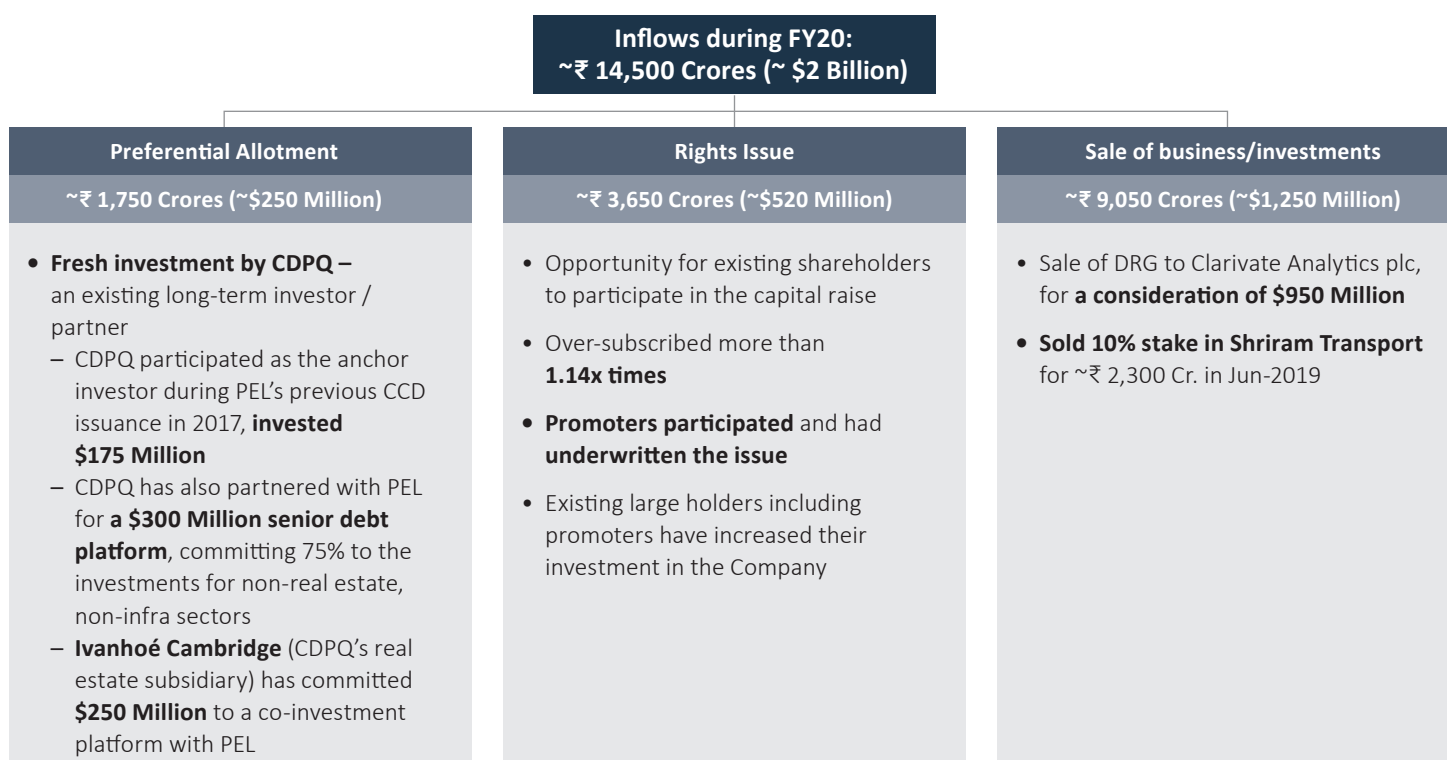 Inflows during FY20:
~₹ 14,500 Crores (~ $2 Billion)
Preferential Allotment
~₹ 1,750 Crores (~$250 Million)
• Fresh investment by CDPQ –
an existing long-term investor /
partner
– CDPQ participated as the anchor
investor during PEL's previous CCD
issuance in 2017, invested
$175 Million
– CDPQ has also partnered with PEL
for a $300 Million senior debt
platform, committing 75% to the
investments for non-real estate,
non-infra sectors
– Ivanhoé Cambridge (CDPQ's real
estate subsidiary) has committed
$250 Million to a co-investment
platform with PEL
Rights Issue
~₹ 3,650 Crores (~$520 Million)
• Opportunity for existing shareholders
to participate in the capital raise
• Over-subscribed more than
1.14x times
• Promoters participated and had
underwritten the issue
• Existing large holders including
promoters have increased their
investment in the Company
Sale of business/investments
~₹ 9,050 Crores (~$1,250 Million)
• Sale of DRG to Clarivate Analytics plc,
for a consideration of $950 Million
• Sold 10% stake in Shriram Transport
for ~₹ 2,300 Cr. in Jun-2019